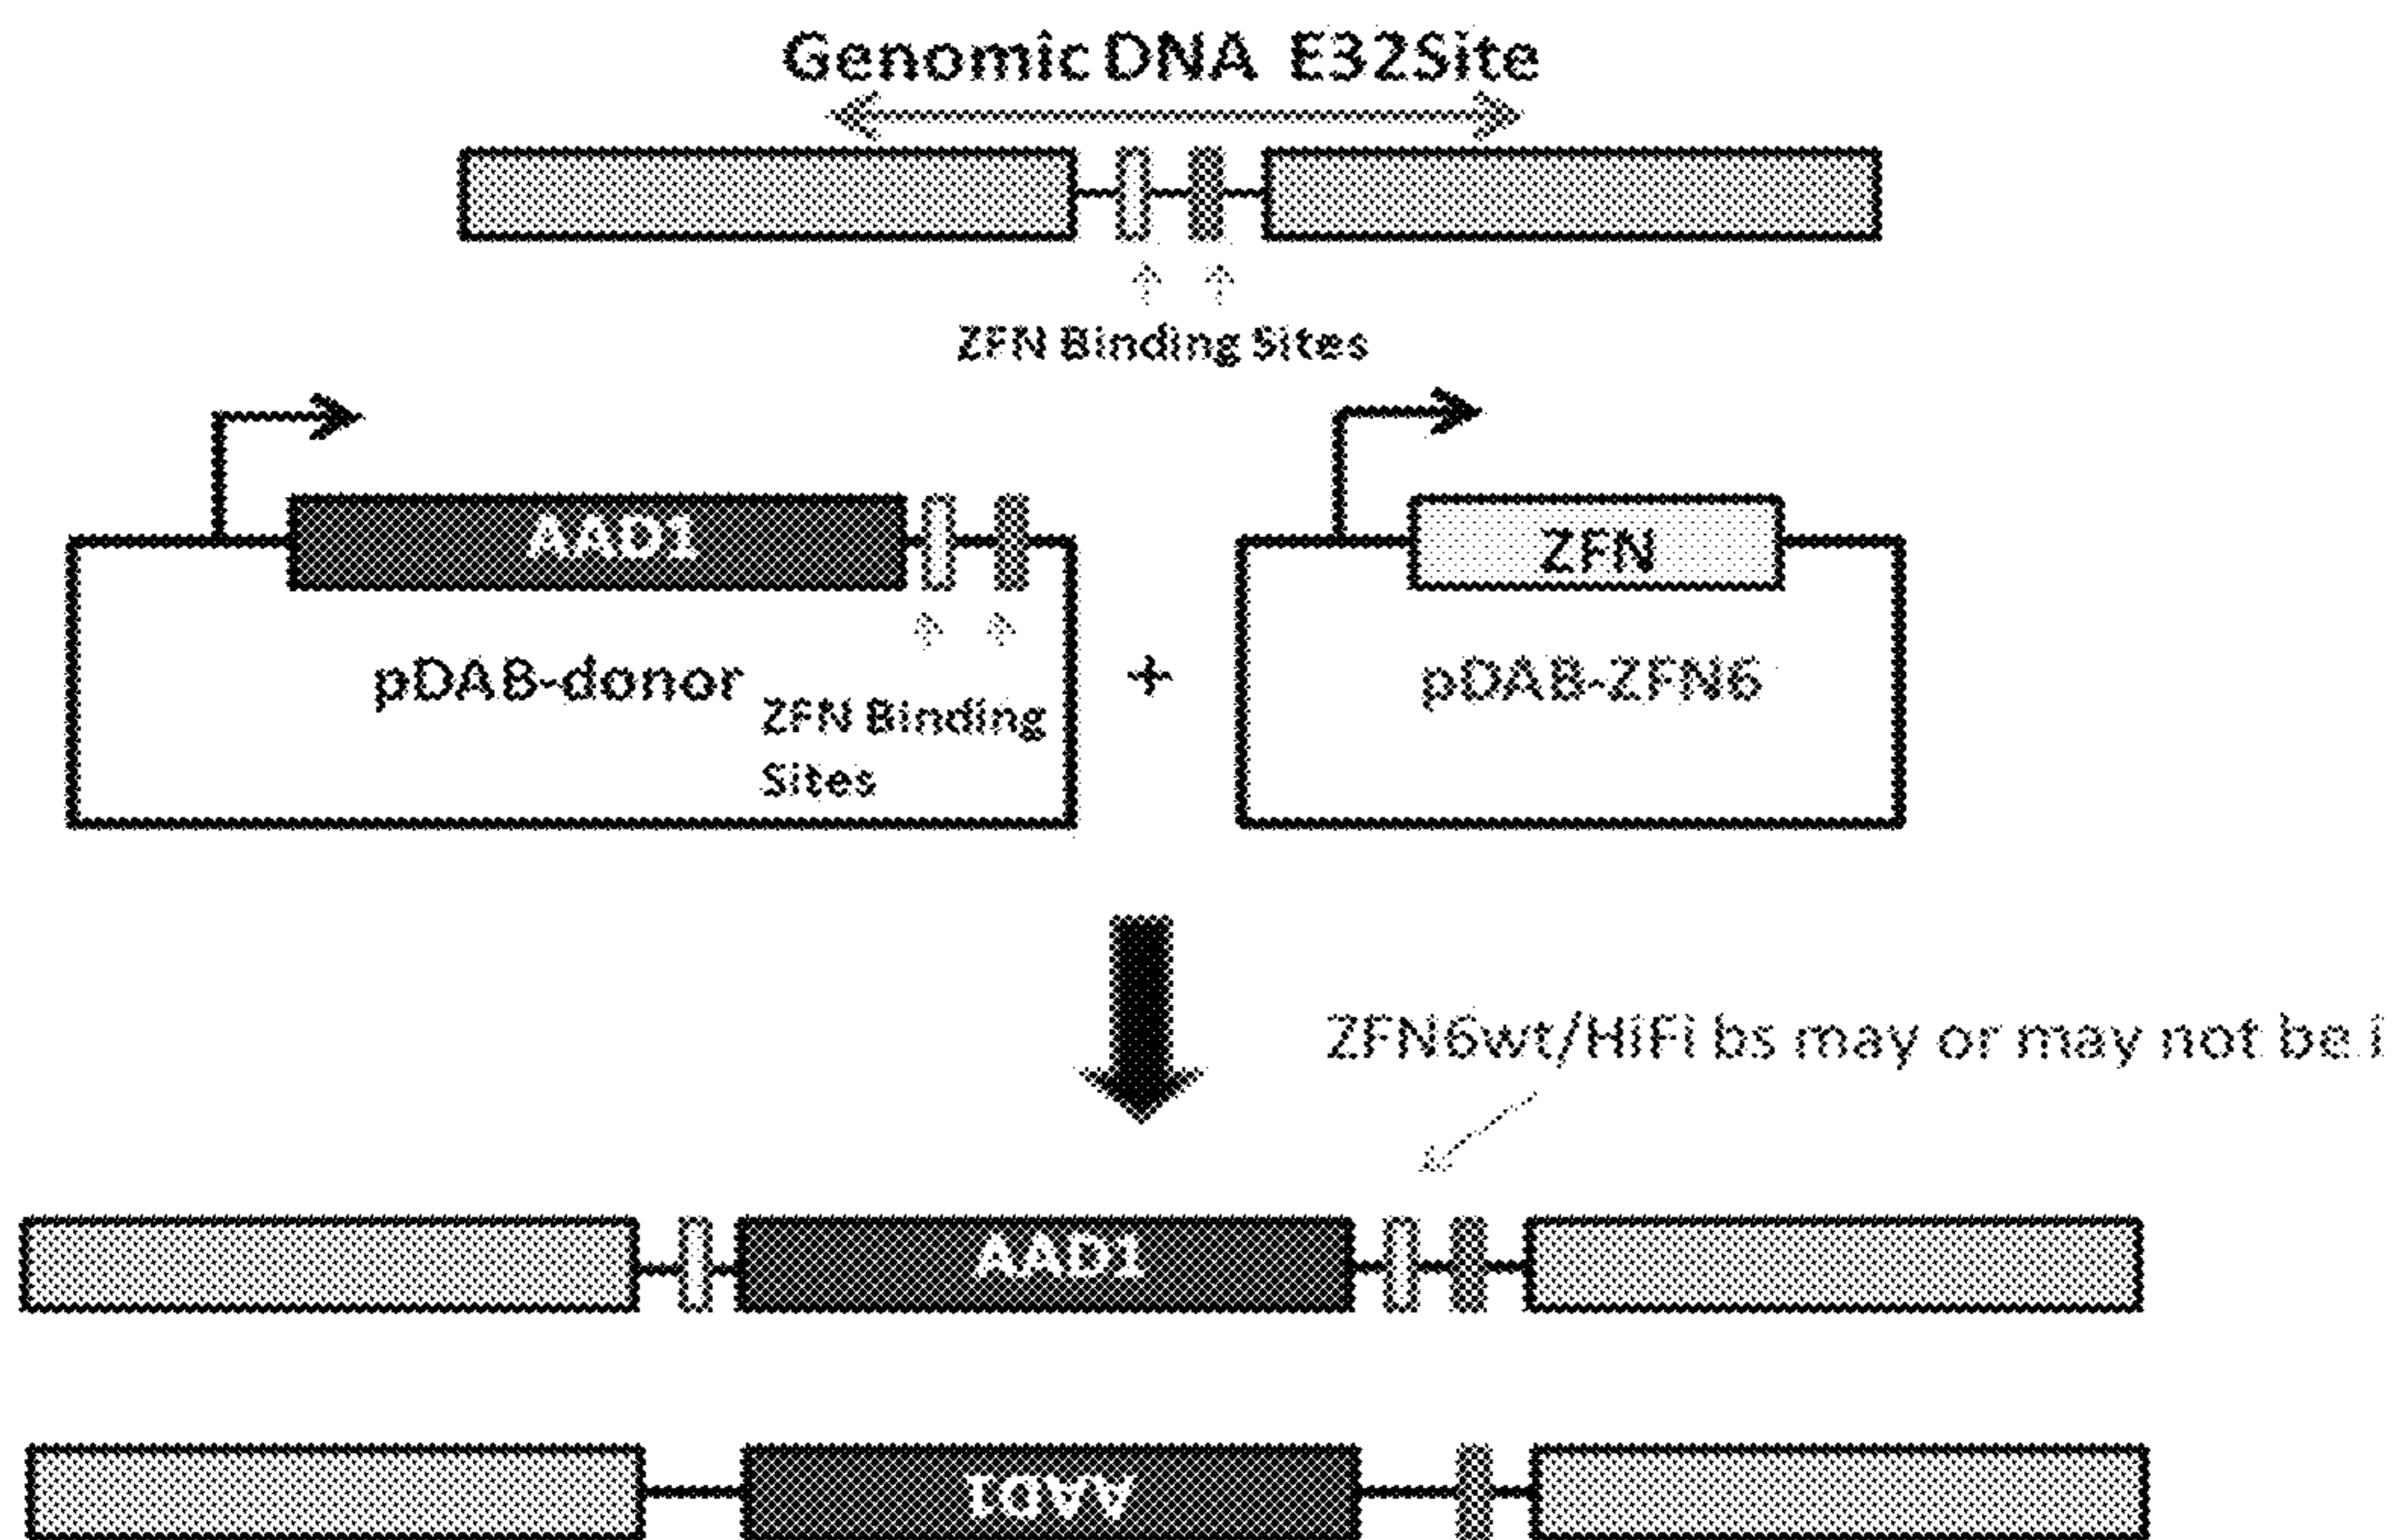 Genomic DNA E32Site
ZFN Binding Sites
AAD1
ZFN
pDAB-donor
ZFN Binding
Sites
+
pDAB-ZFN6
ZFN6wt/HiFi bs may or may not be i
AAD1
AAD1